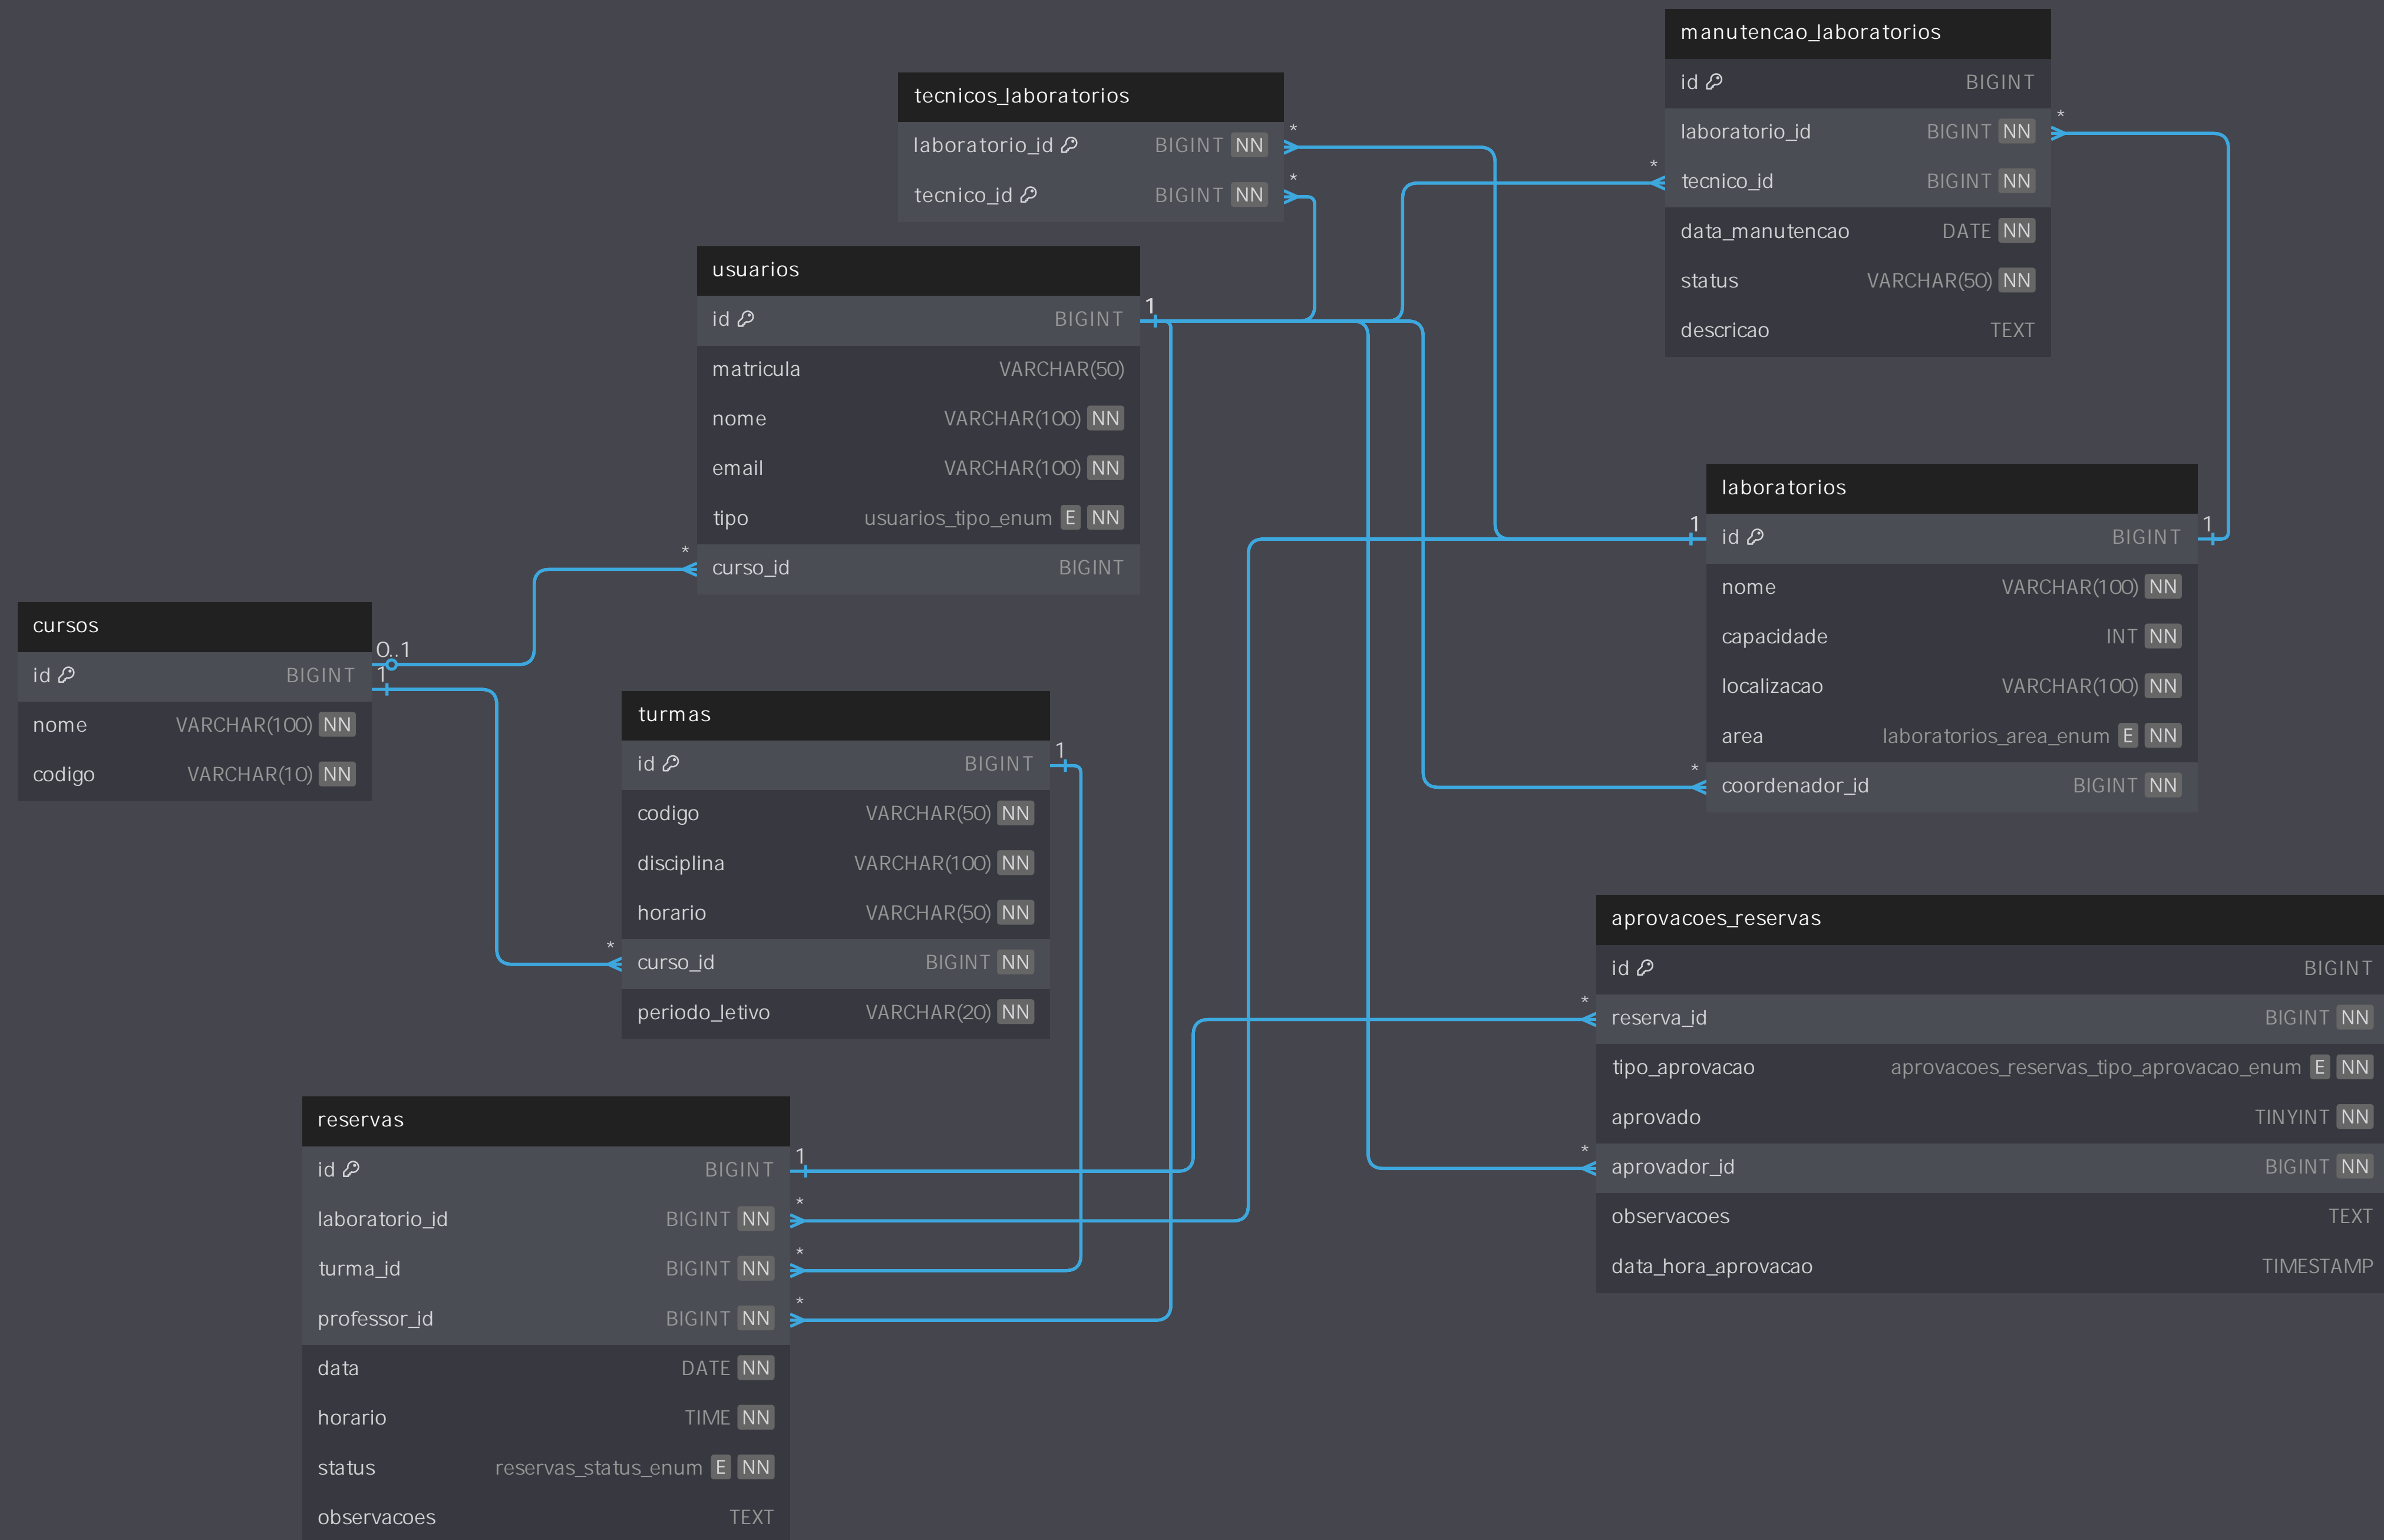 manutencao_laboratorios
id BIGINT
laboratorio_id BIGINT NN
tecnico_id BIGINT NN
data_manutencao DATE NN
status VARCHAR(50) NN
descricao TEXT
*
*
tecnicos_laboratorios
laboratorio_id BIGINT NN
tecnico_id BIGINT NN
*
*
usuarios
id BIGINT
matricula VARCHAR(50)
nome VARCHAR(100) NN
email VARCHAR(100) NN
tipo usuarios_tipo_enum E NN
curso_id BIGINT
1
*
laboratorios
id BIGINT
nome VARCHAR(100) NN
capacidade INT NN
localizacao VARCHAR(100) NN
area laboratorios_area_enum E NN
coordenador_id BIGINT NN
1
1
*
cursos
id BIGINT
nome VARCHAR(100) NN
codigo VARCHAR(10) NN
0..1
1
turmas
id BIGINT
codigo VARCHAR(50) NN
disciplina VARCHAR(100) NN
horario VARCHAR(50) NN
curso_id BIGINT NN
periodo_letivo VARCHAR(20) NN
1
*
aprovacoes_reservas
id BIGINT
reserva_id BIGINT NN
tipo_aprovacao aprovacoes_reservas_tipo_aprovacao_enum E NN
aprovado TINYINT NN
aprovador_id BIGINT NN
observacoes TEXT
data_hora_aprovacao TIMESTAMP
*
*
reservas
id BIGINT
laboratorio_id BIGINT NN
turma_id BIGINT NN
professor_id BIGINT NN
data DATE NN
horario TIME NN
status reservas_status_enum E NN
observacoes TEXT
1
*
*
*